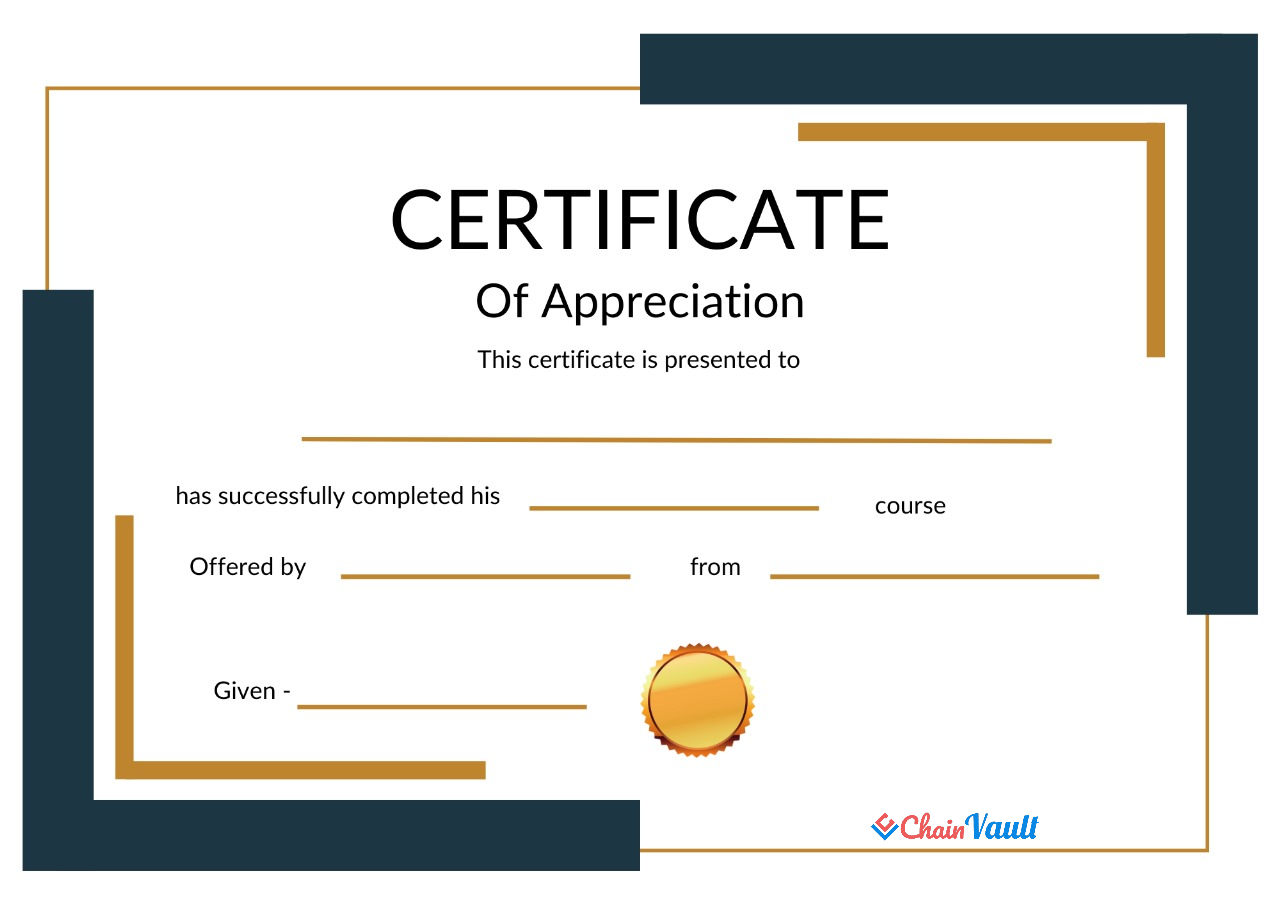 CERTIFICATE
Of Appreciation
This certificate is presented to
has successfully completed his course
Offered by from
Given -
ChainVault